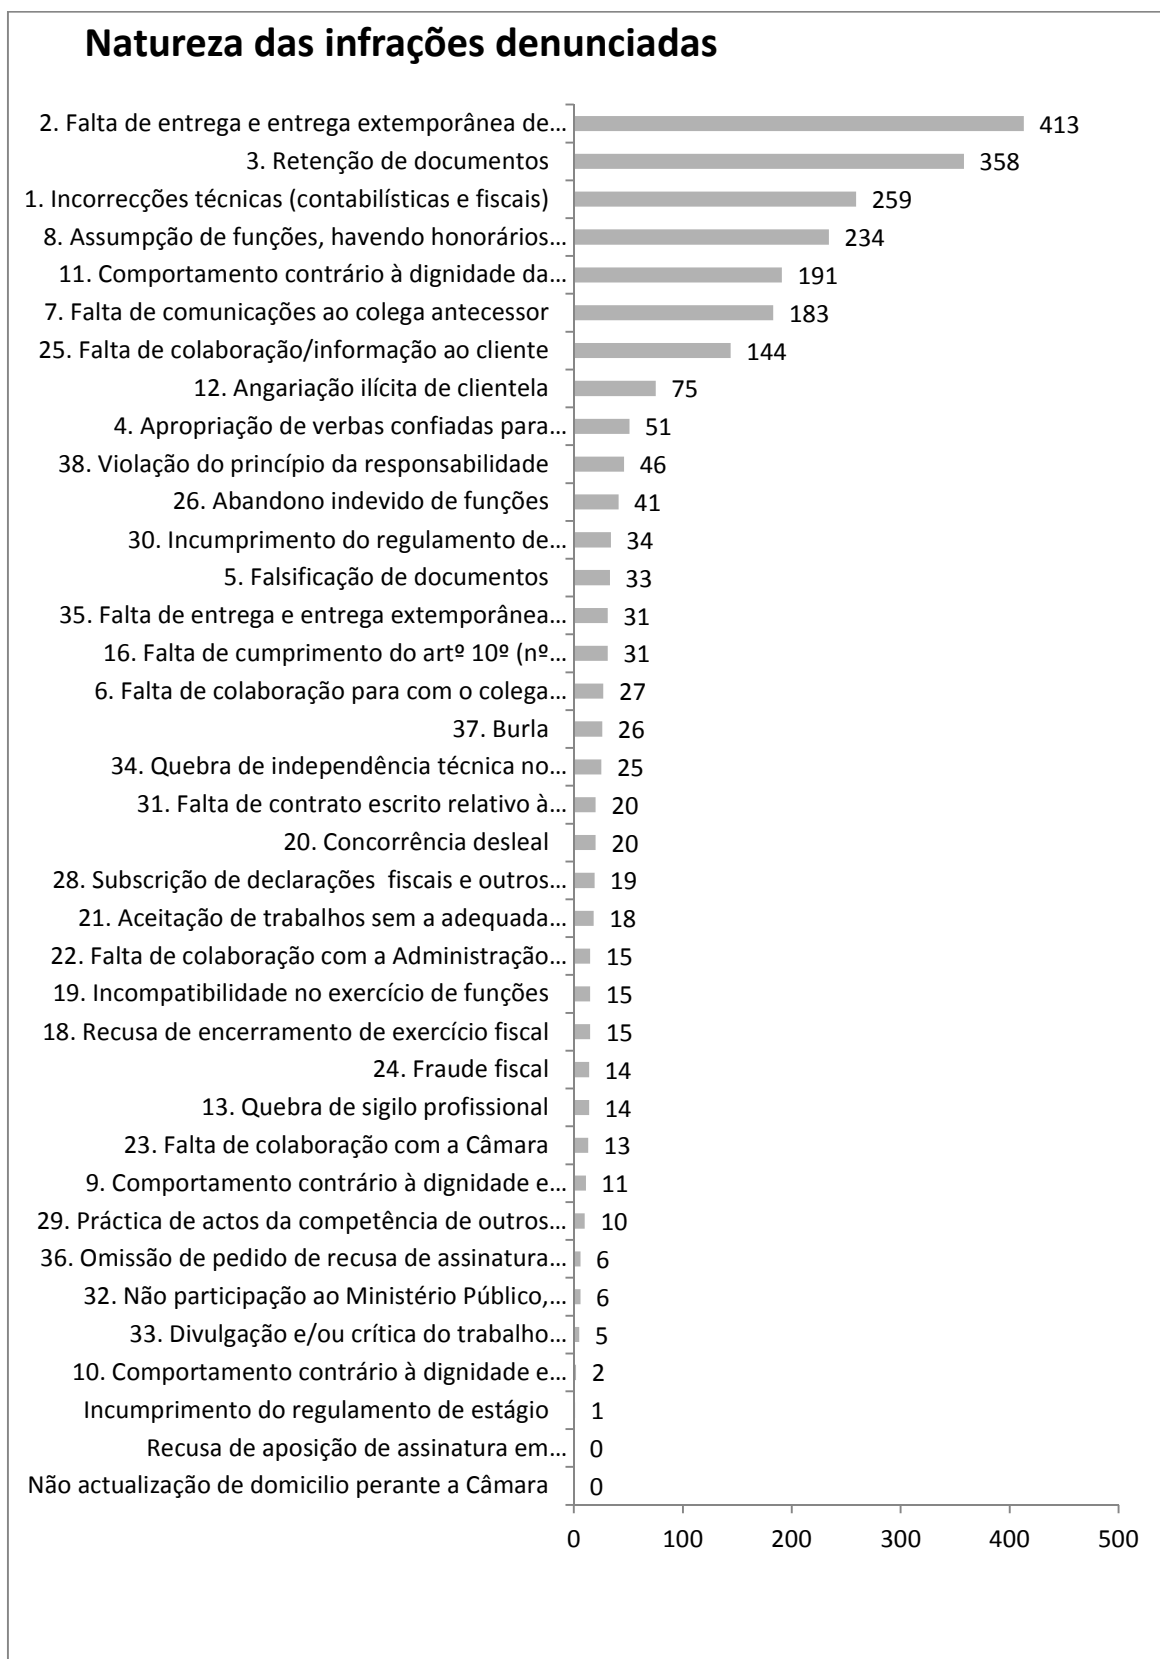 Natureza das infrações denunciadas
2. Falta de entrega e entrega extemporânea de… 413
3. Retenção de documentos 358
1. Incorrecções técnicas (contabilísticas e fiscais) 259
8. Assumpção de funções, havendo honorários… 234
11. Comportamento contrário à dignidade da… 191
7. Falta de comunicações ao colega antecessor 183
25. Falta de colaboração/informação ao cliente 144
12. Angariação ilícita de clientela 75
4. Apropriação de verbas confiadas para… 51
38. Violação do princípio da responsabilidade 46
26. Abandono indevido de funções 41
30. Incumprimento do regulamento de… 34
5. Falsificação de documentos 33
35. Falta de entrega e entrega extemporânea… 31
16. Falta de cumprimento do artº 10º (nº… 31
6. Falta de colaboração para com o colega… 27
37. Burla 26
34. Quebra de independência técnica no… 25
31. Falta de contrato escrito relativo à… 20
20. Concorrência desleal 20
28. Subscrição de declarações  fiscais e outros… 19
21. Aceitação de trabalhos sem a adequada… 18
22. Falta de colaboração com a Administração… 15
19. Incompatibilidade no exercício de funções 15
18. Recusa de encerramento de exercício fiscal 15
24. Fraude fiscal 14
13. Quebra de sigilo profissional 14
23. Falta de colaboração com a Câmara 13
9. Comportamento contrário à dignidade e… 11
29. Práctica de actos da competência de outros… 10
36. Omissão de pedido de recusa de assinatura… 6
32. Não participação ao Ministério Público,… 6
33. Divulgação e/ou crítica do trabalho… 5
10. Comportamento contrário à dignidade e… 2
Incumprimento do regulamento de estágio 1
Recusa de aposição de assinatura em… 0
Não actualização de domicilio perante a Câmara 0
0 100 200 300 400 500